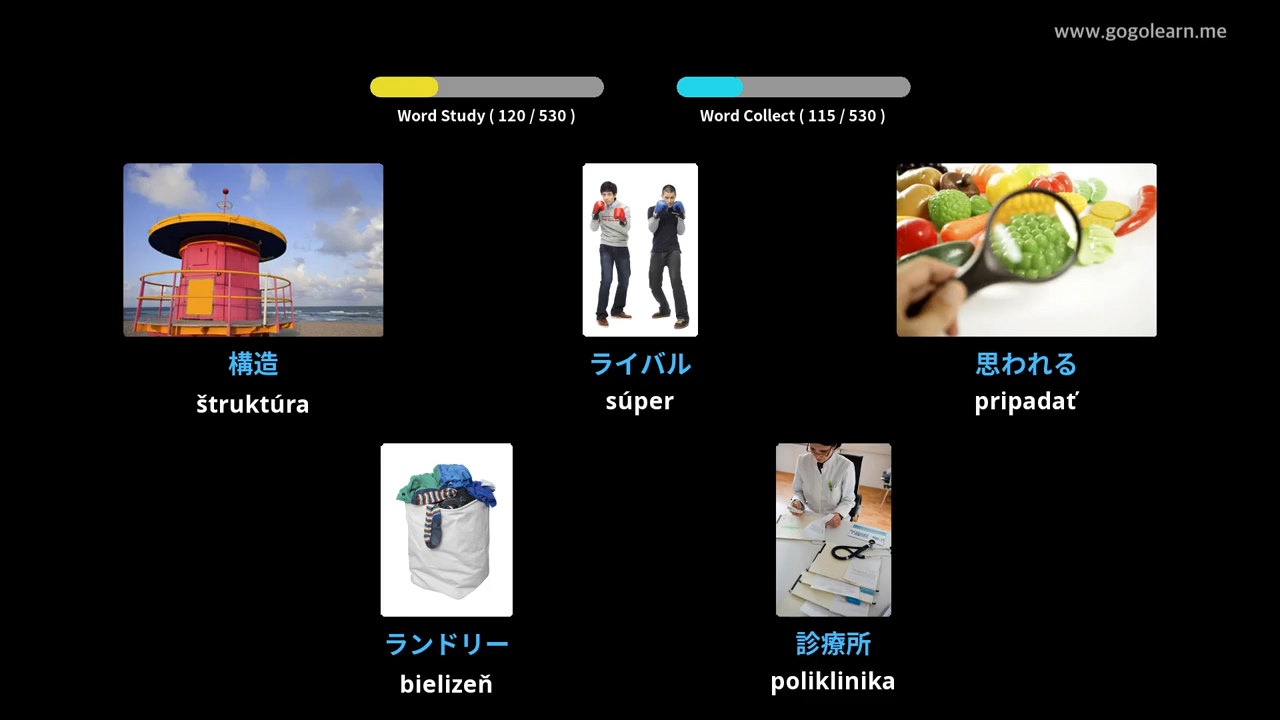 www.gogolearn.me
Word Study ( 120 / 530 )
Word Collect ( 115 / 530 )
構造
štruktúra
ライバル
súper
思われる
pripadať
ランドリー
bielizeň
診療所
poliklinika